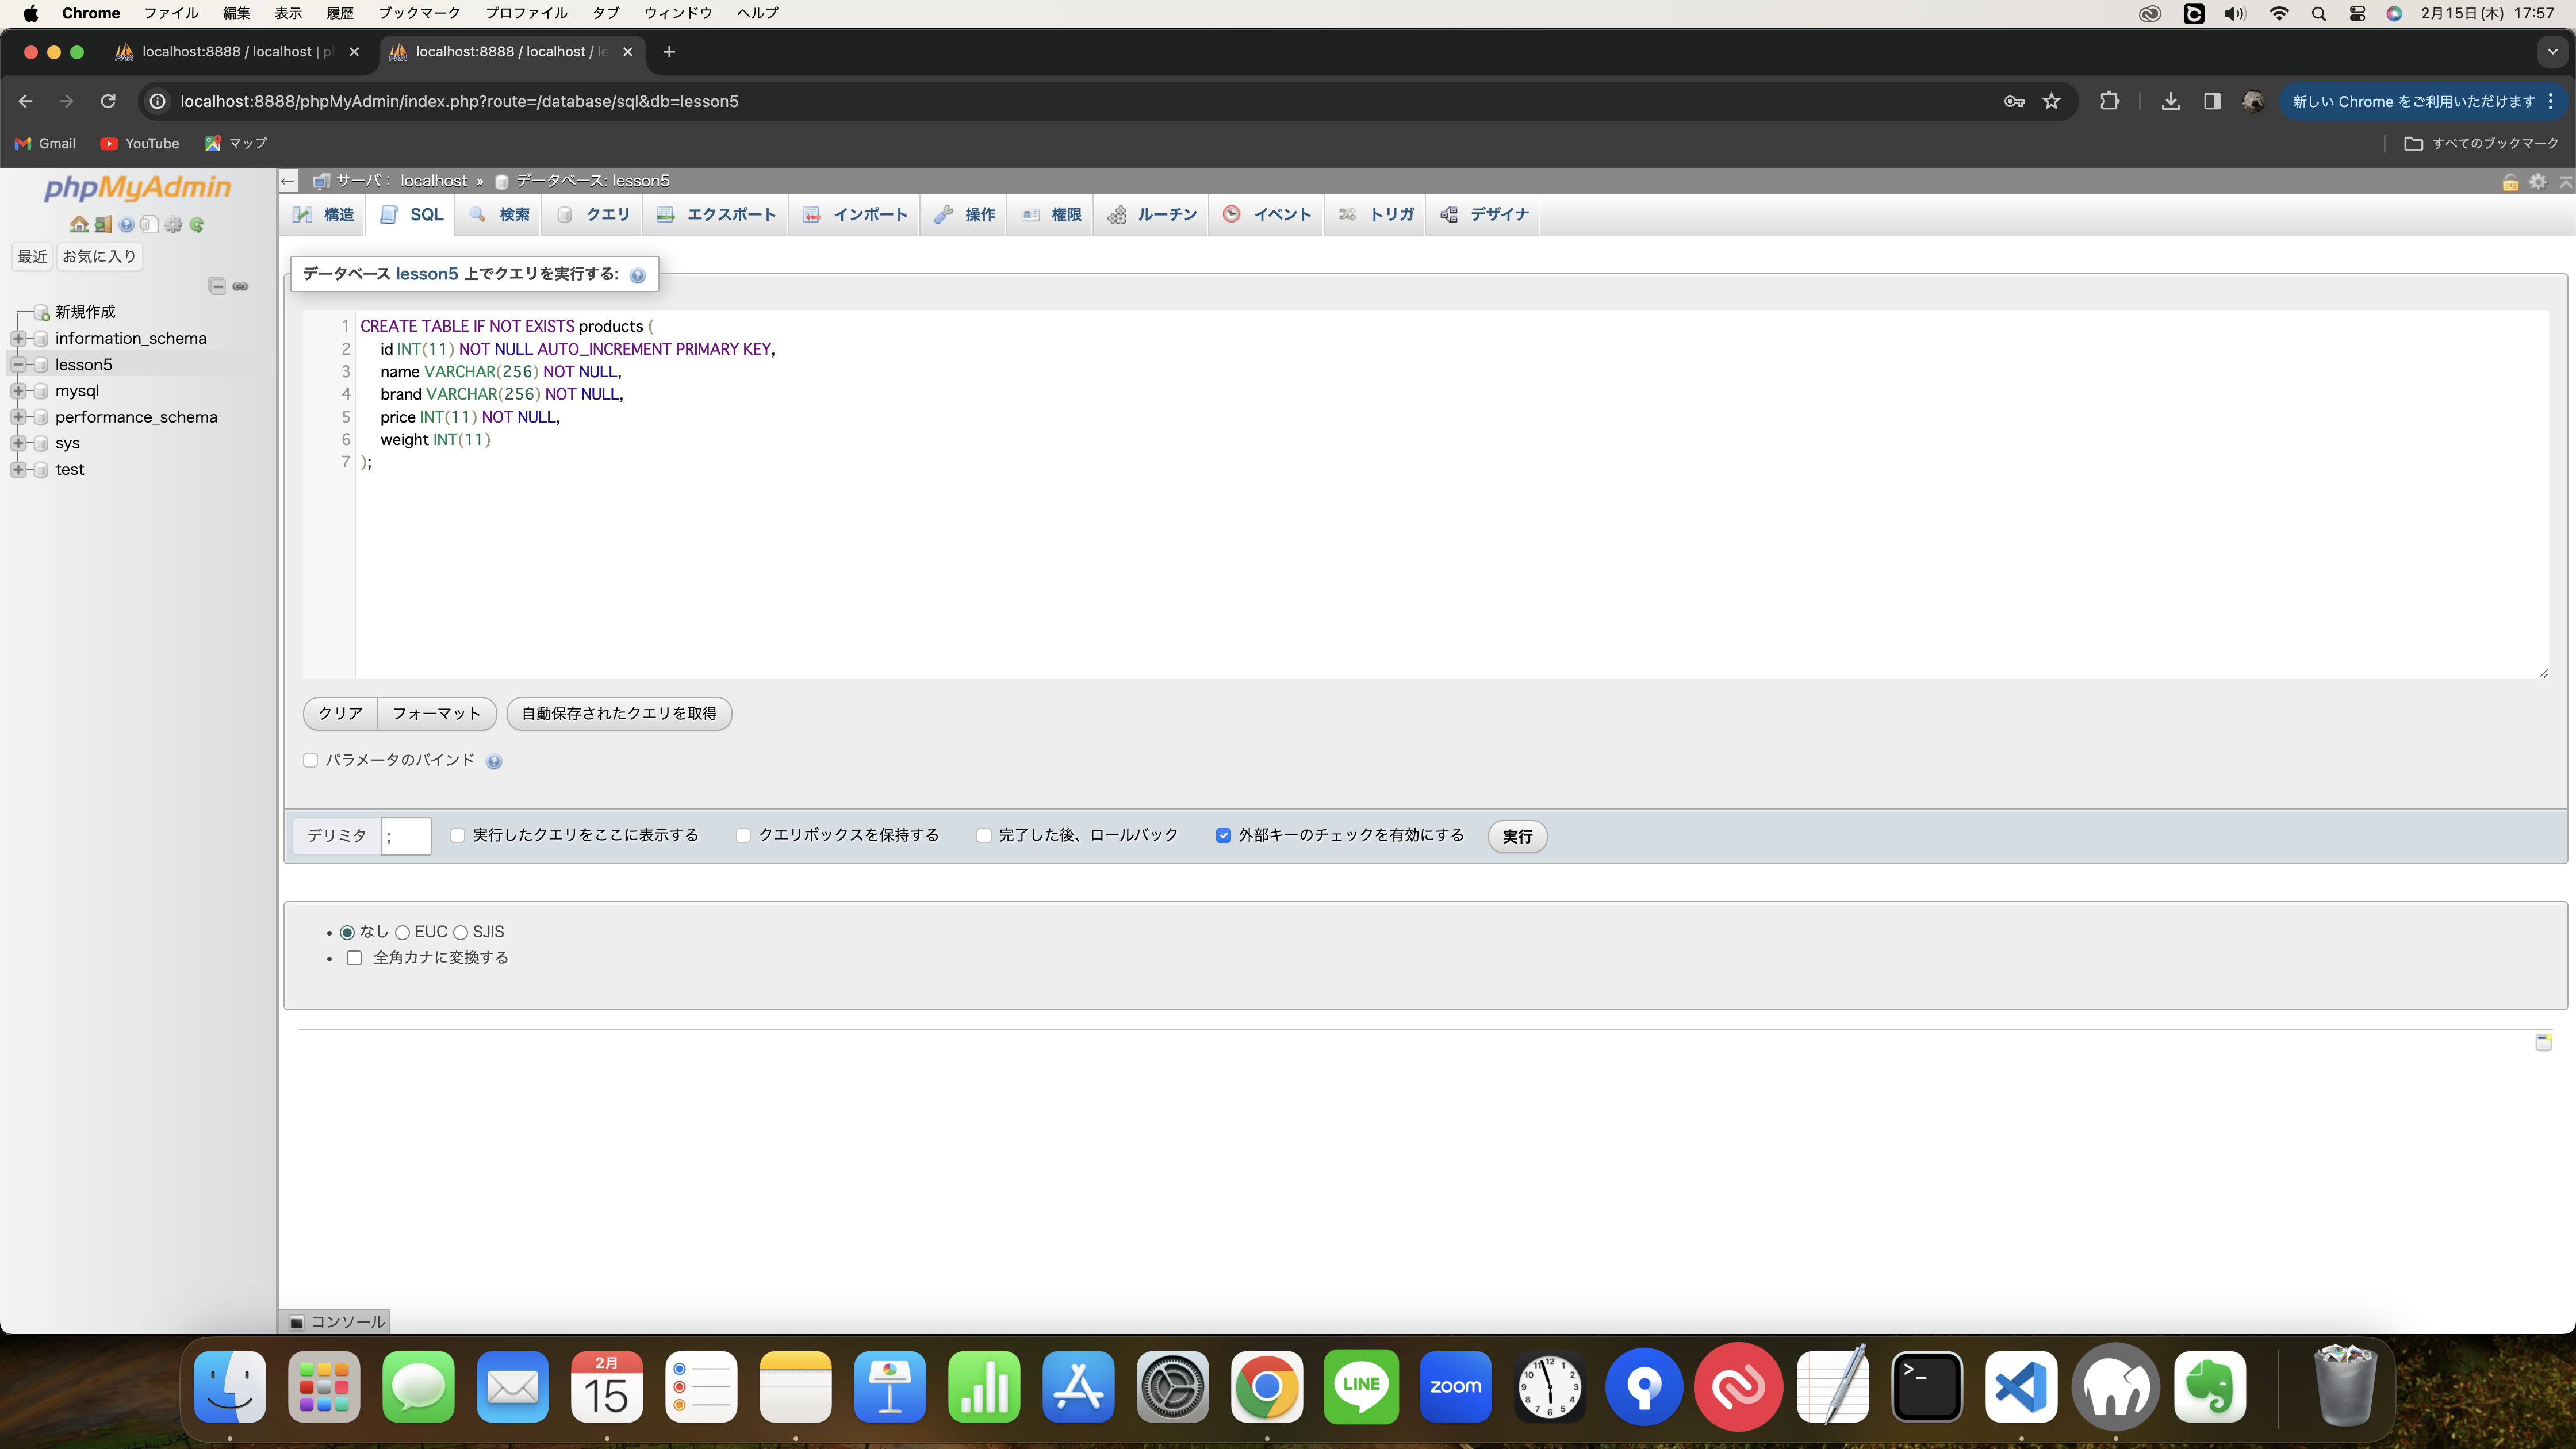 Chrome ファイル 編集 表示 履歴 ブックマーク プロファイル タブ ウィンドウ ヘルプ 2月15日(木) 17:57
localhost:8888 / localhost | p localhost:8888 / localhost / le
localhost:8888/phpMyAdmin/index.php?route=/database/sql&db=lesson5 新しい Chrome をご利用いただけます
Gmail YouTube マップ すべてのブックマーク
phpMyAdmin
最近 お気に入り
新規作成
information_schema
lesson5
mysql
performance_schema
sys
test
サーバ: localhost » データベース: lesson5
構造 SQL 検索 クエリ エクスポート インポート 操作 権限 ルーチン イベント トリガ デザイナ
データベース lesson5 上でクエリを実行する:
1 CREATE TABLE IF NOT EXISTS products (
2 id INT(11) NOT NULL AUTO_INCREMENT PRIMARY KEY,
3 name VARCHAR(256) NOT NULL,
4 brand VARCHAR(256) NOT NULL,
5 price INT(11) NOT NULL,
6 weight INT(11)
7 );
クリア フォーマット 自動保存されたクエリを取得
パラメータのバインド
デリミタ ; 実行したクエリをここに表示する クエリボックスを保持する 完了した後、ロールバック 外部キーのチェックを有効にする 実行
なし EUC SJIS
全角カナに変換する
コンソール
2月
15
LINE
zoom